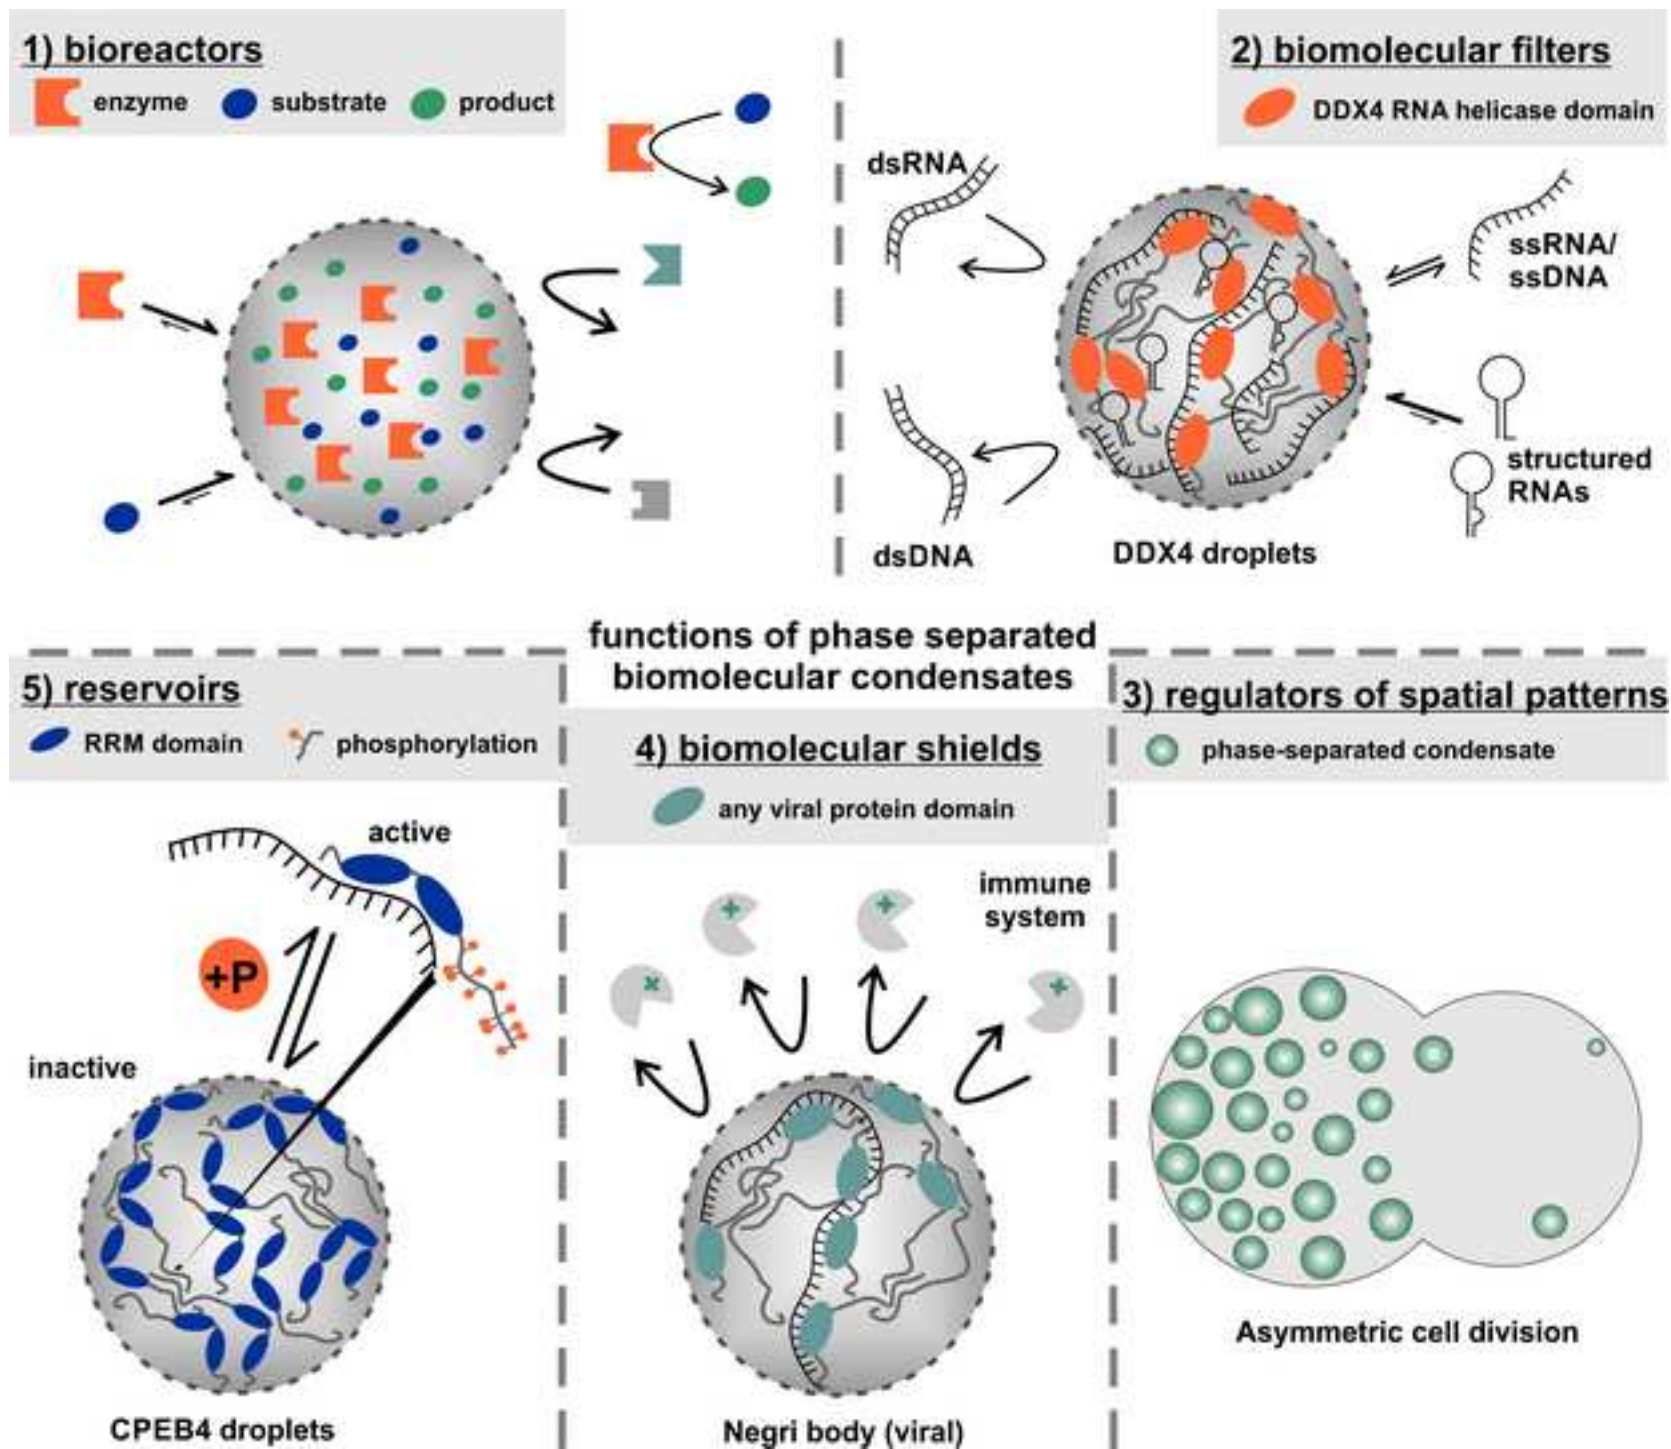 1) bioreactors
enzyme substrate product
2) biomolecular filters
DDX4 RNA helicase domain
dsRNA
ssRNA/
ssDNA
structured
RNAs
dsDNA
DDX4 droplets
functions of phase separated
biomolecular condensates
5) reservoirs
RRM domain phosphorylation
active
+P
inactive
CPEB4 droplets
4) biomolecular shields
any viral protein domain
immune
system
Negri body (viral)
3) regulators of spatial patterns
phase-separated condensate
Asymmetric cell division